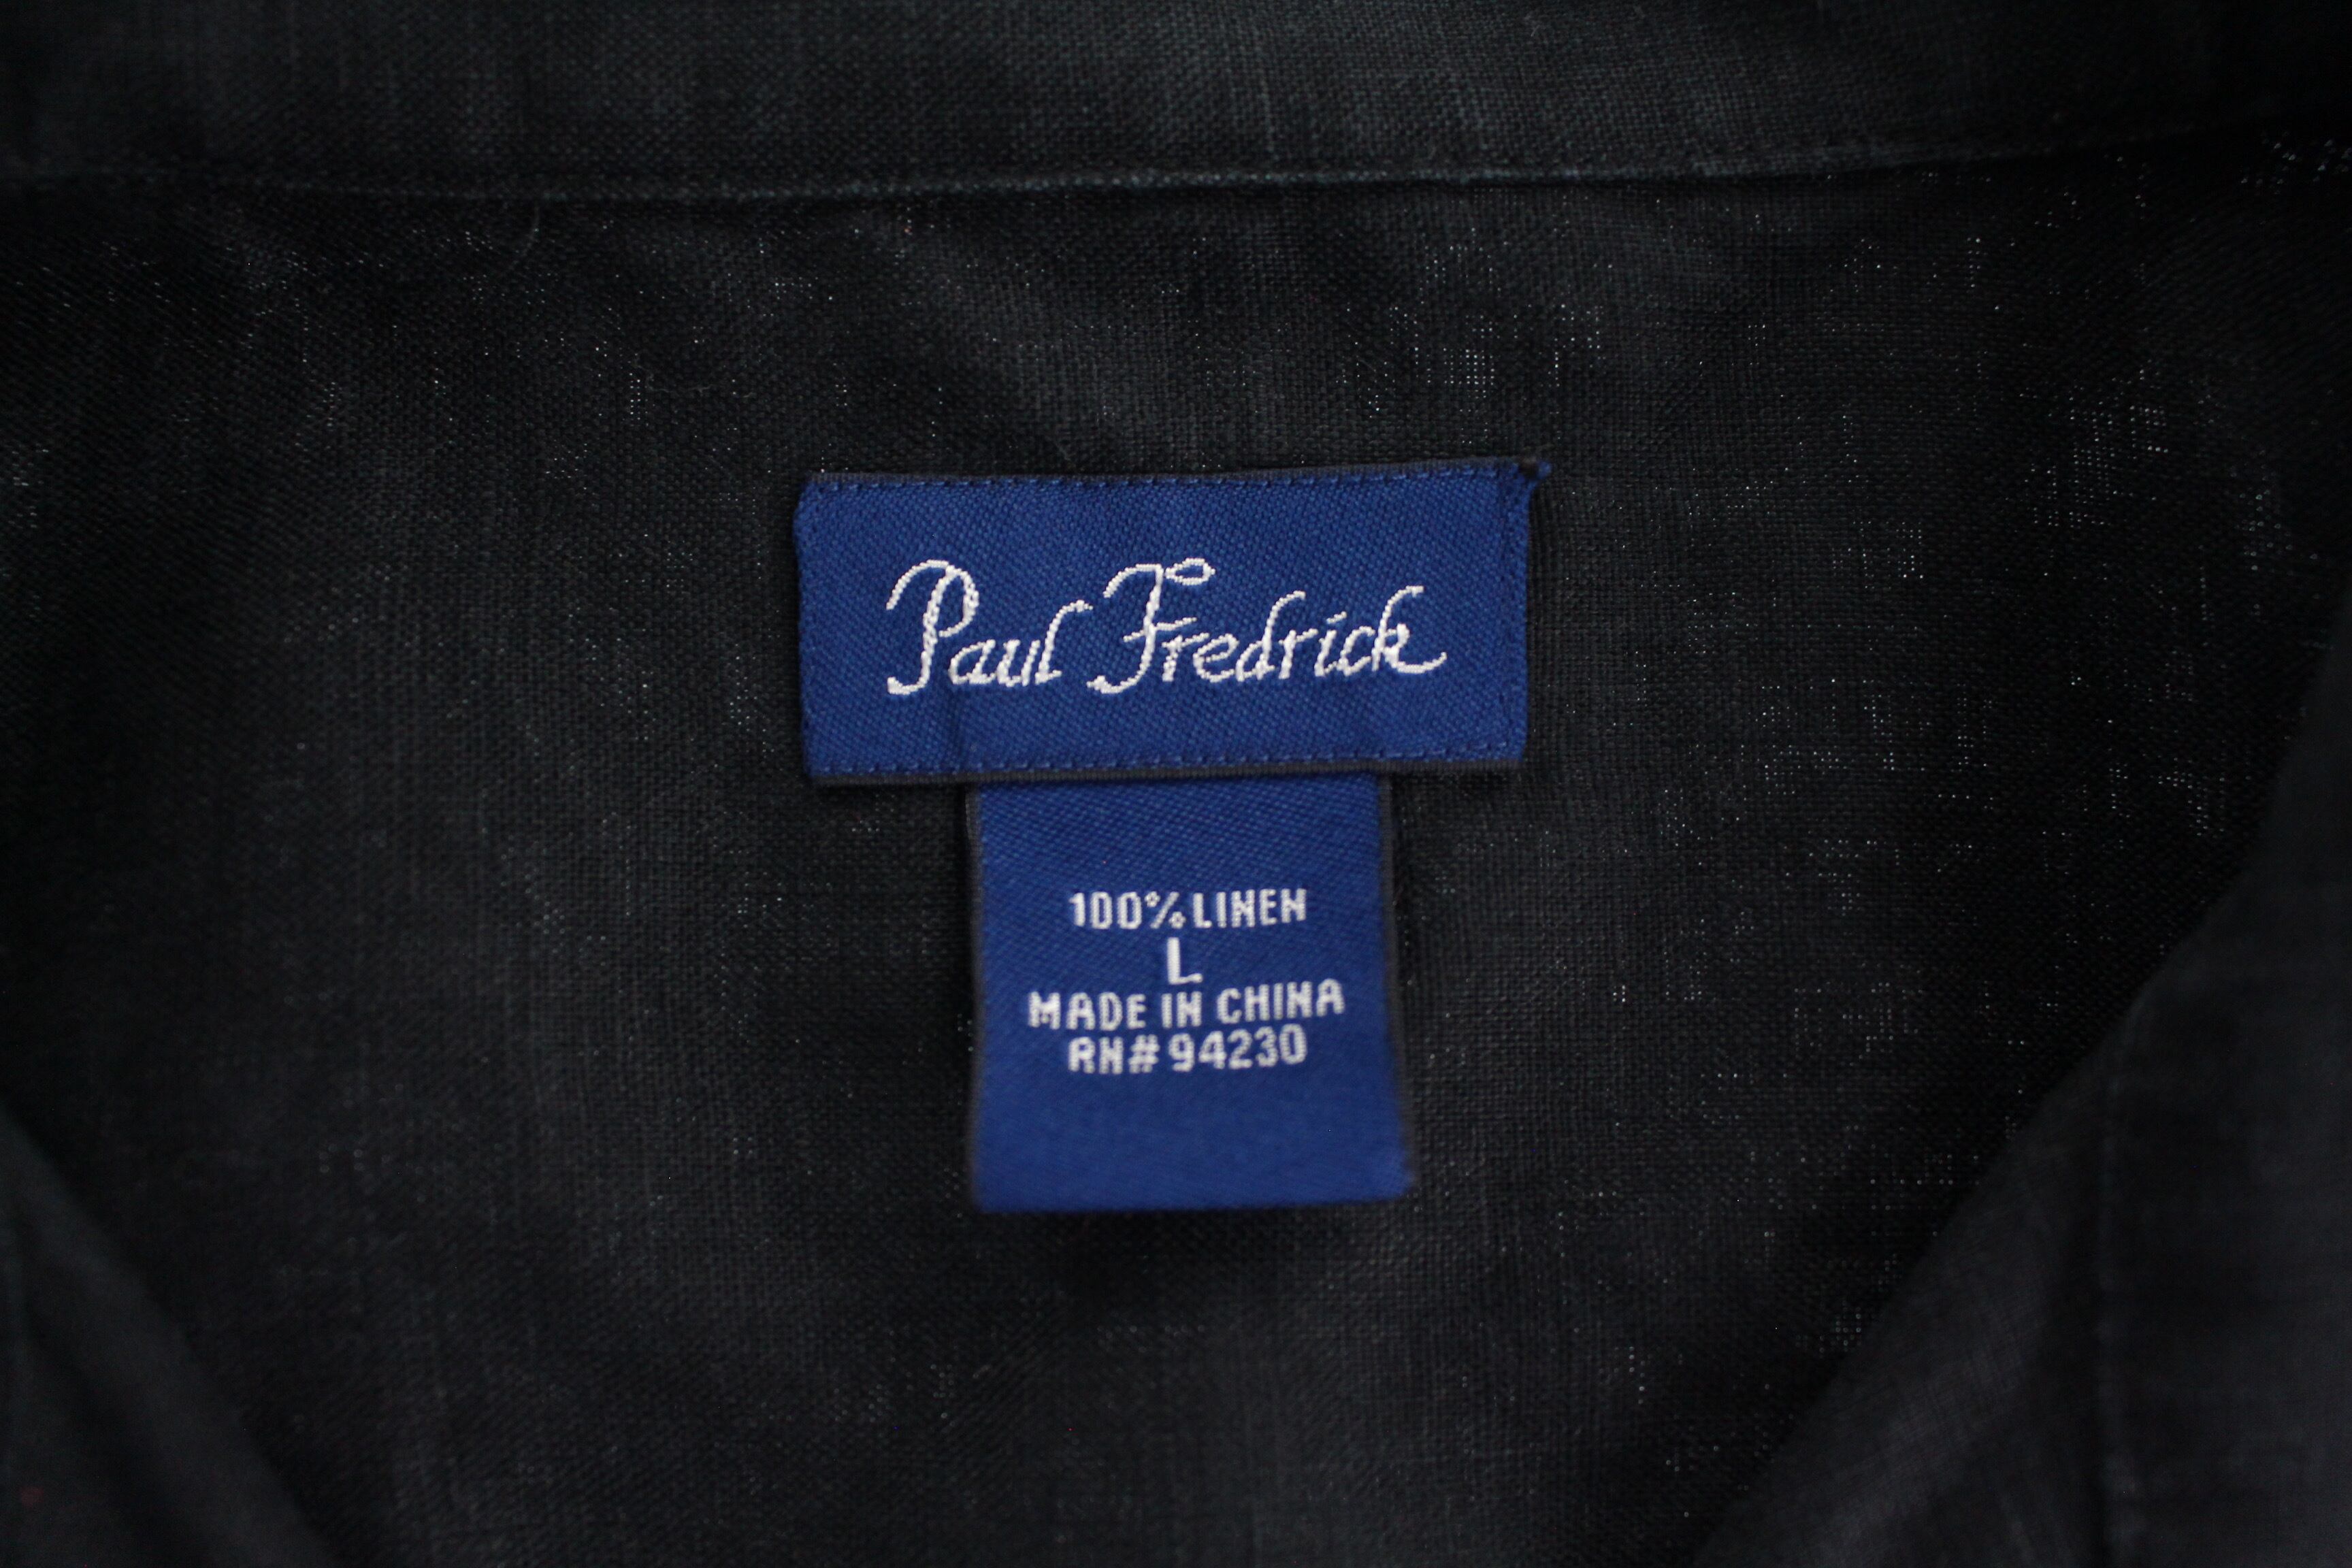 Paul Fredrick
100% LINEN
L
MADE IN CHINA
RN# 94230